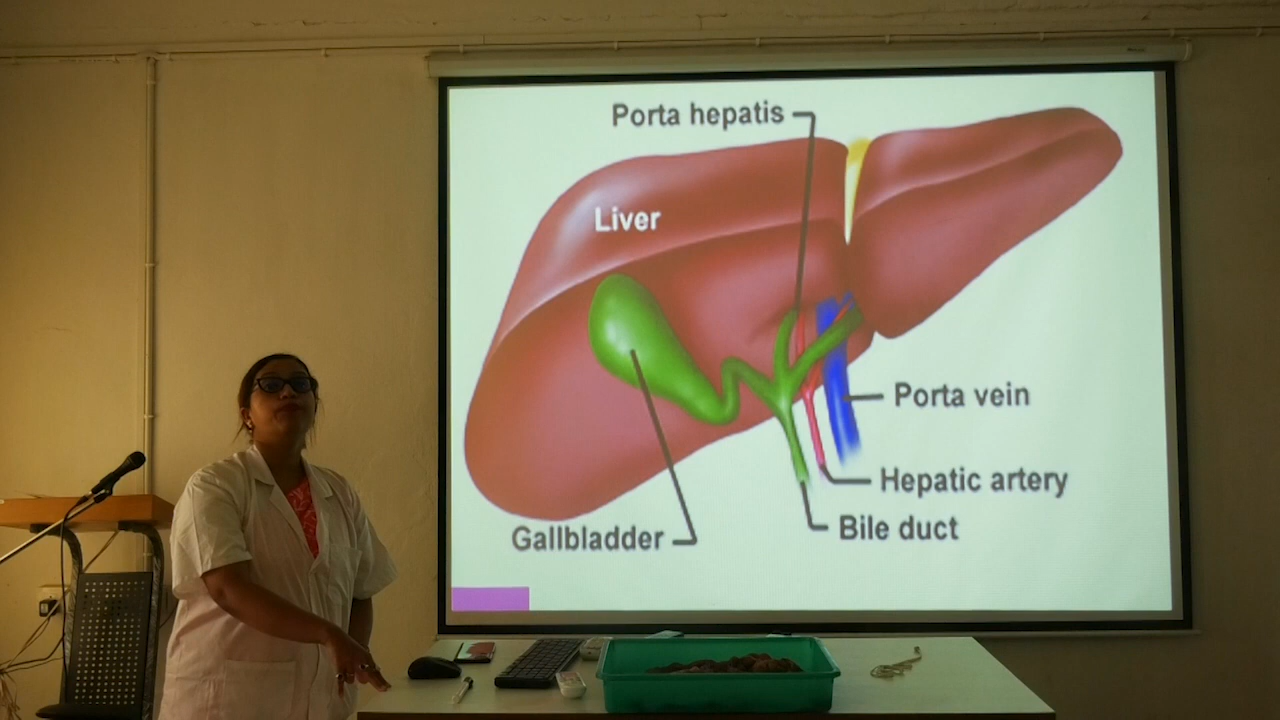 Porta hepatis
Liver
Porta vein
Hepatic artery
Bile duct
Gallbladder